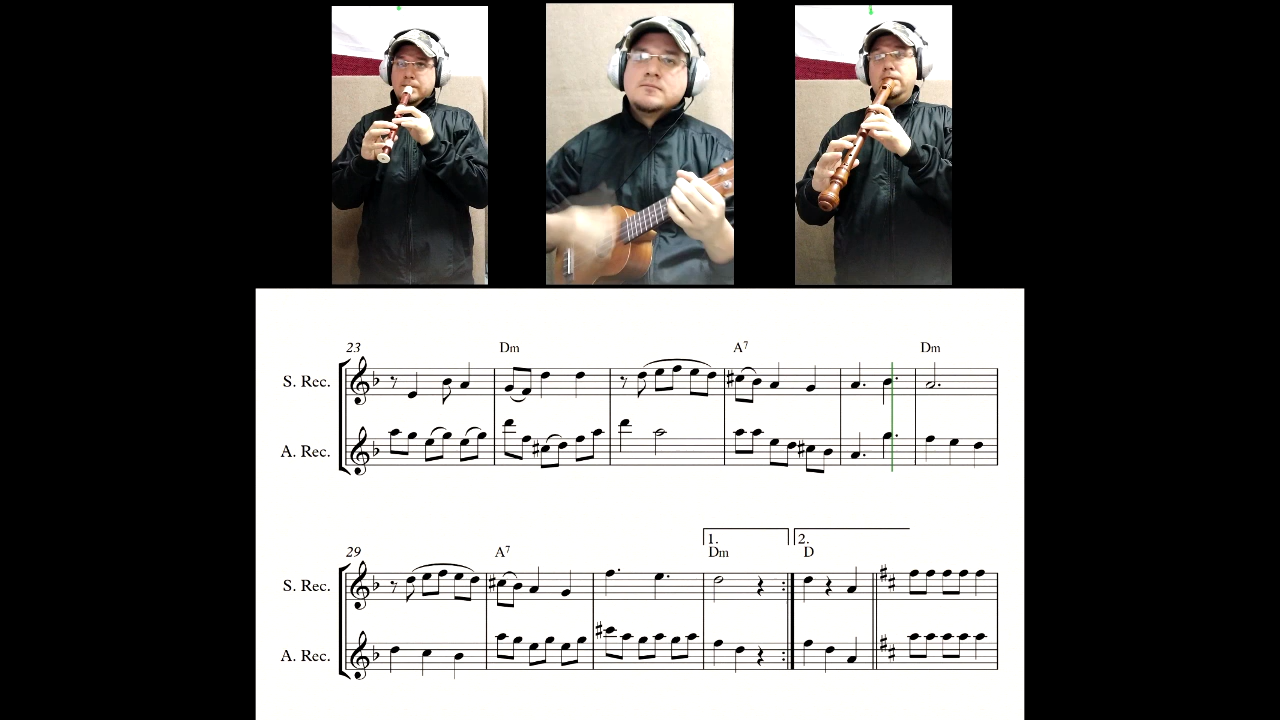 23 Dm A7 Dm
S. Rec.
A. Rec.
1. 2.
29 A7 Dm D
S. Rec.
A. Rec.